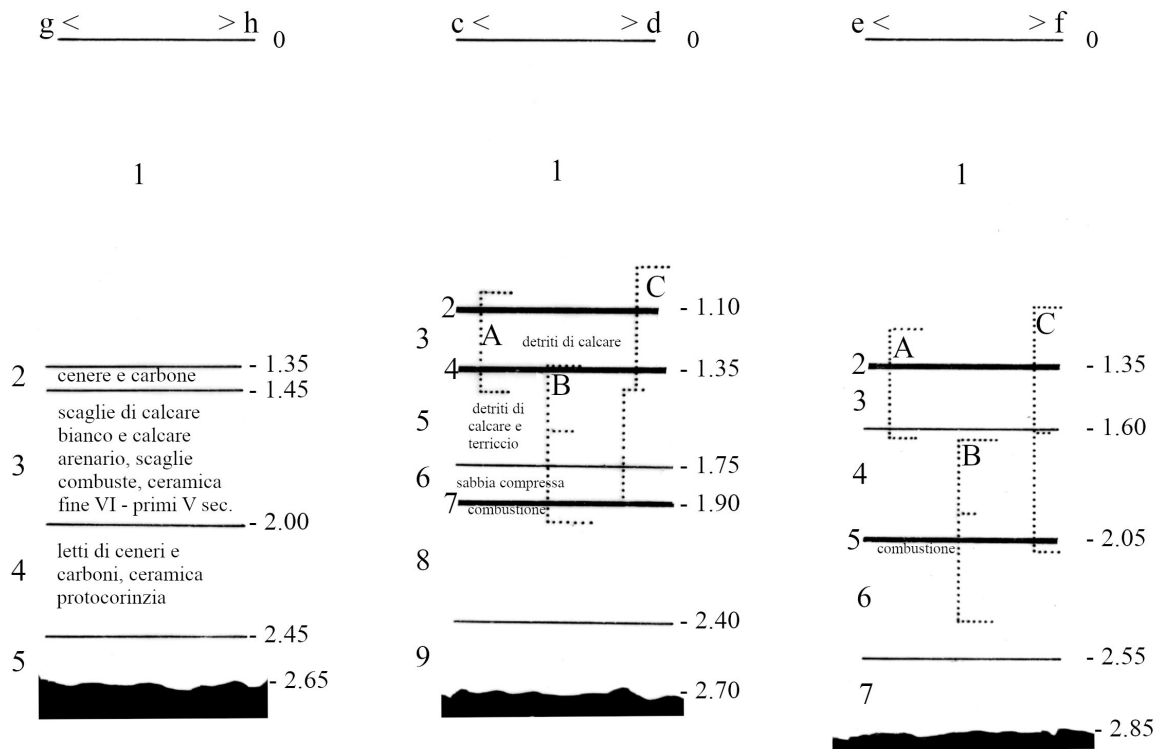 g < > h
0
1
- 1.35
2
cenere e carbone
- 1.45
scaglie di calcare
bianco e calcare
arenario, scaglie
combuste, ceramica
fine VI - primi V sec.
3
- 2.00
letti di ceneri e
carboni, ceramica
protocorinzia
4
- 2.45
5
- 2.65
c < > d
0
1
C
2
- 1.10
A
3
detriti di calcare
4
- 1.35
B
detriti di
calcare e
terriccio
5
- 1.75
6
sabbia compressa
7
- 1.90
combustione
8
- 2.40
9
- 2.70
e < > f
0
1
C
A
2
- 1.35
3
- 1.60
B
4
5
- 2.05
combustione
6
- 2.55
7
- 2.85